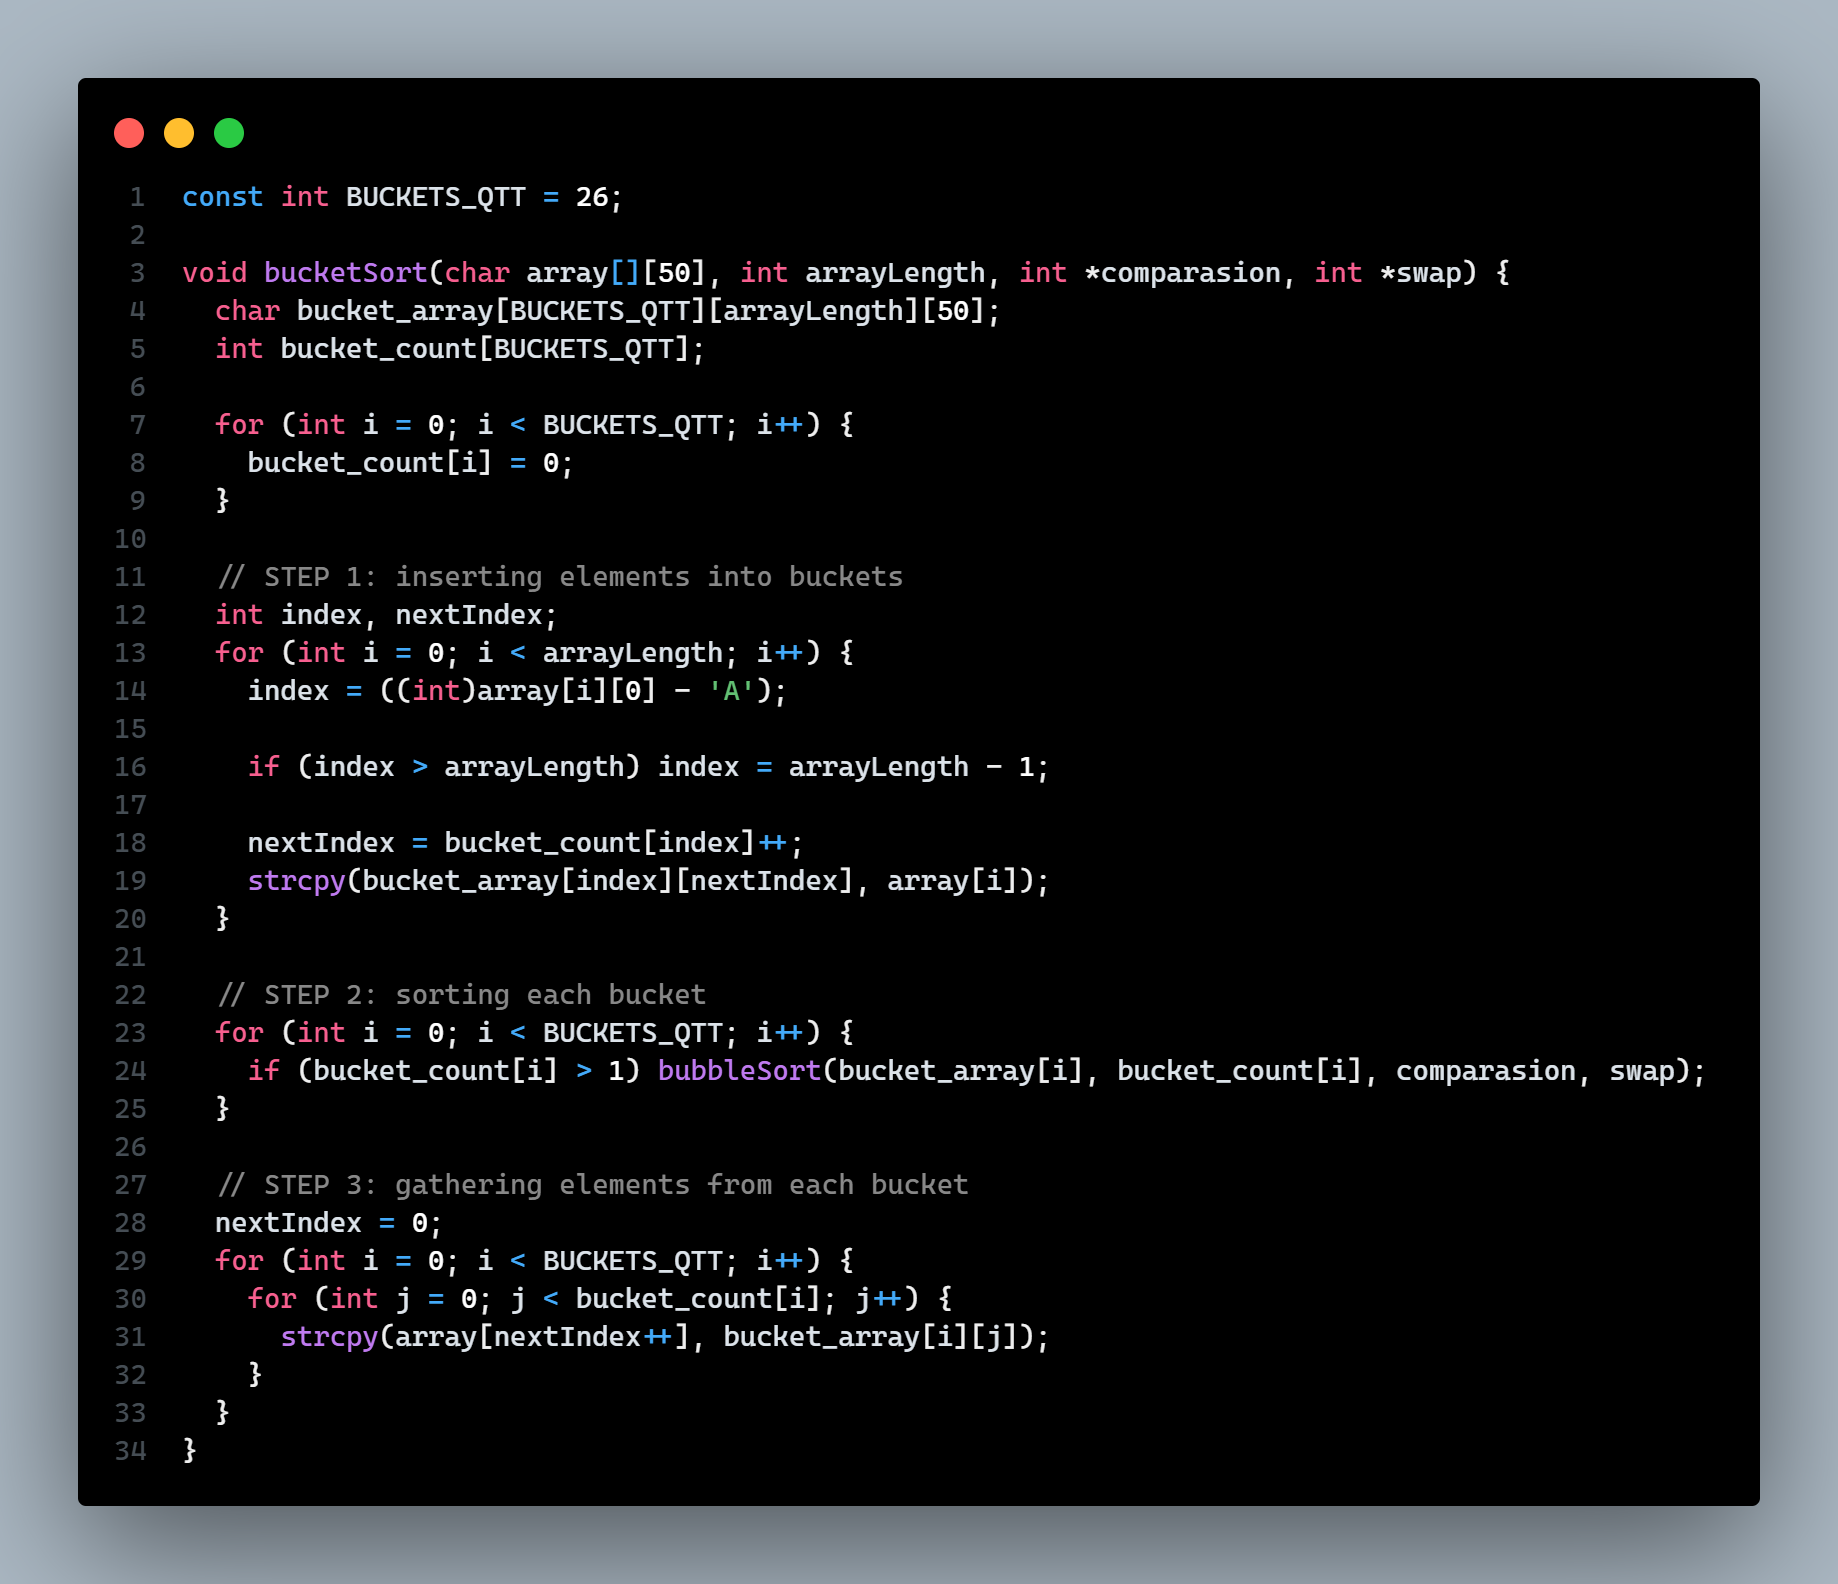 1 const int BUCKETS_QTT = 26;
2
3 void bucketSort(char array[][50], int arrayLength, int *comparasion, int *swap) {
4   char bucket_array[BUCKETS_QTT][arrayLength][50];
5   int bucket_count[BUCKETS_QTT];
6
7   for (int i = 0; i < BUCKETS_QTT; i++) {
8     bucket_count[i] = 0;
9   }
10
11   // STEP 1: inserting elements into buckets
12   int index, nextIndex;
13   for (int i = 0; i < arrayLength; i++) {
14     index = ((int)array[i][0] - 'A');
15
16     if (index > arrayLength) index = arrayLength - 1;
17
18     nextIndex = bucket_count[index]++;
19     strcpy(bucket_array[index][nextIndex], array[i]);
20   }
21
22   // STEP 2: sorting each bucket
23   for (int i = 0; i < BUCKETS_QTT; i++) {
24     if (bucket_count[i] > 1) bubbleSort(bucket_array[i], bucket_count[i], comparasion, swap);
25   }
26
27   // STEP 3: gathering elements from each bucket
28   nextIndex = 0;
29   for (int i = 0; i < BUCKETS_QTT; i++) {
30     for (int j = 0; j < bucket_count[i]; j++) {
31       strcpy(array[nextIndex++], bucket_array[i][j]);
32     }
33   }
34 }